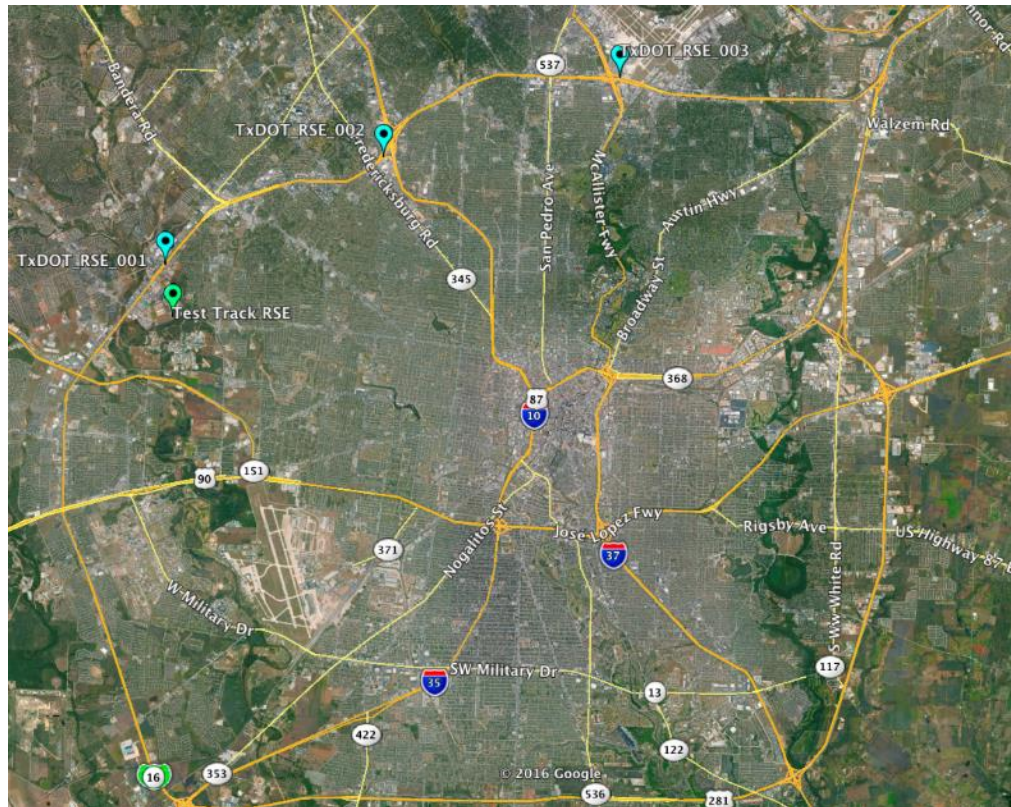 nnor Rd
Bandera Rd
537
TxDOT_RSE_003
Walzem Rd
TxDOT_RSE_002
Fredericksburg Rd
San Pedro Ave
McAllister Fwy
Austin Hwy
TxDOT_RSE_001
345
Broadway St
Test Track RSE
368
87
10
151
90
Nogalitos St
Jose Lopez Fwy
Rigsby Ave
US Highway 87 E
371
37
S Ww White Rd
W Military Dr
SW Military Dr
117
35
13
422
122
16
353
© 2016 Google
536
281